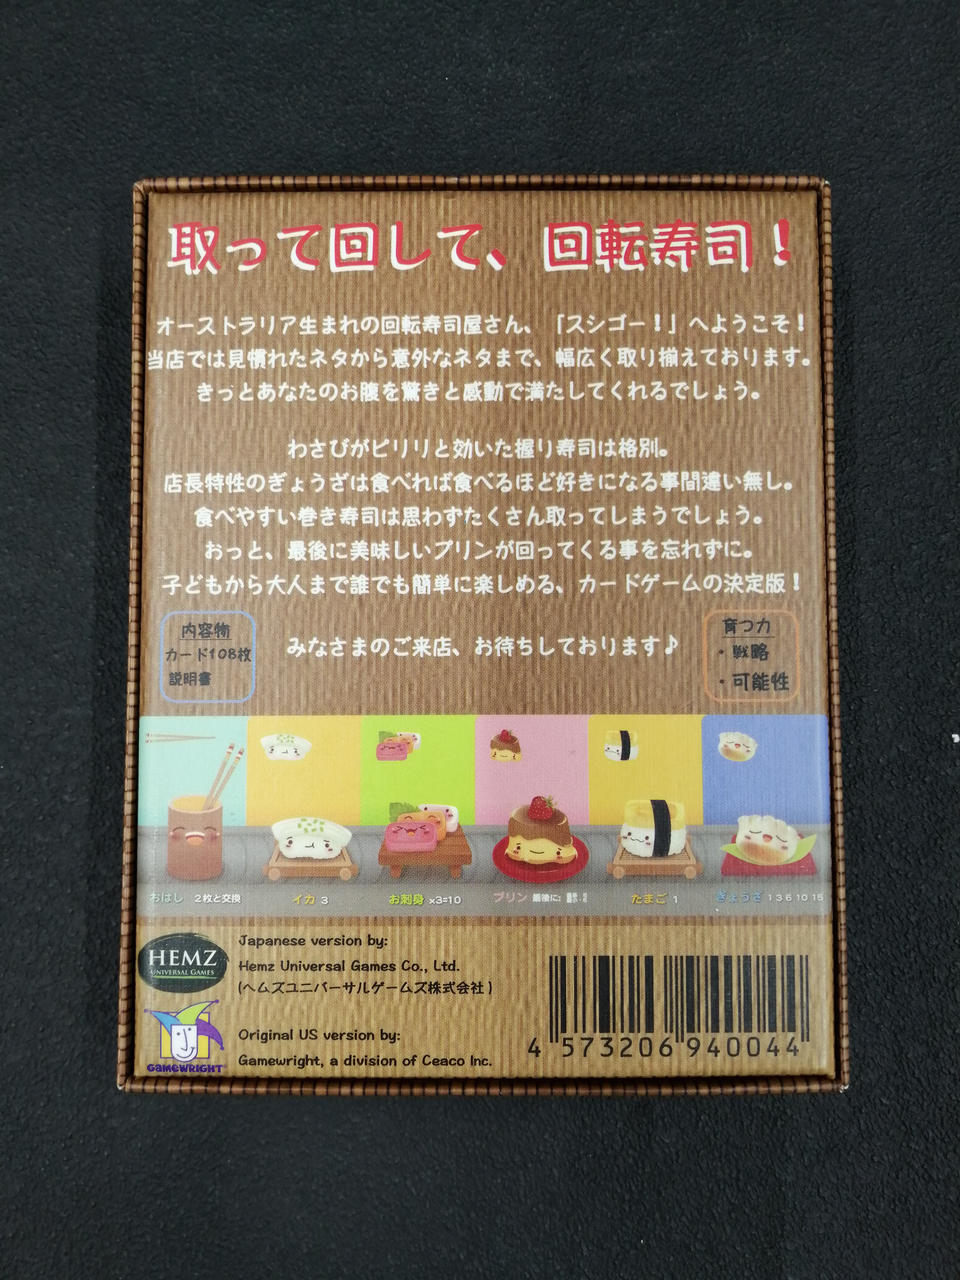 取って回して、回転寿司！
オーストラリア生まれの回転寿司屋さん、「スシゴー！」へようこそ！
当店では見慣れたネタから意外なネタまで、幅広く取り揃えております。
きっとあなたのお腹を驚きと感動で満たしてくれるでしょう。
わさびがピリリと効いた握り寿司は格別。
店長特性のぎょうざは食べれば食べるほど好きになる事間違い無し。
食べやすい巻き寿司は思わずたくさん取ってしまうでしょう。
おっと、最後に美味しいプリンが回ってくる事を忘れずに。
子どもから大人まで誰でも簡単に楽しめる、カードゲームの決定版！
みなさまのご来店、お待ちしております♪
内容物
カード108枚
説明書
育つ力
・戦略
・可能性
おはし 2枚と交換
イカ 3
お刺身 x3=10
プリン 最後に:
たまご 1
ぎょうざ 1 3 6 10 15
HEMZ
UNIVERSAL GAMES
Japanese version by:
Hemz Universal Games Co., Ltd.
(ヘムズユニバーサルゲームズ株式会社)
GAMEWRIGHT
Original US version by:
Gamewright, a division of Ceaco Inc.
4 573206 940044